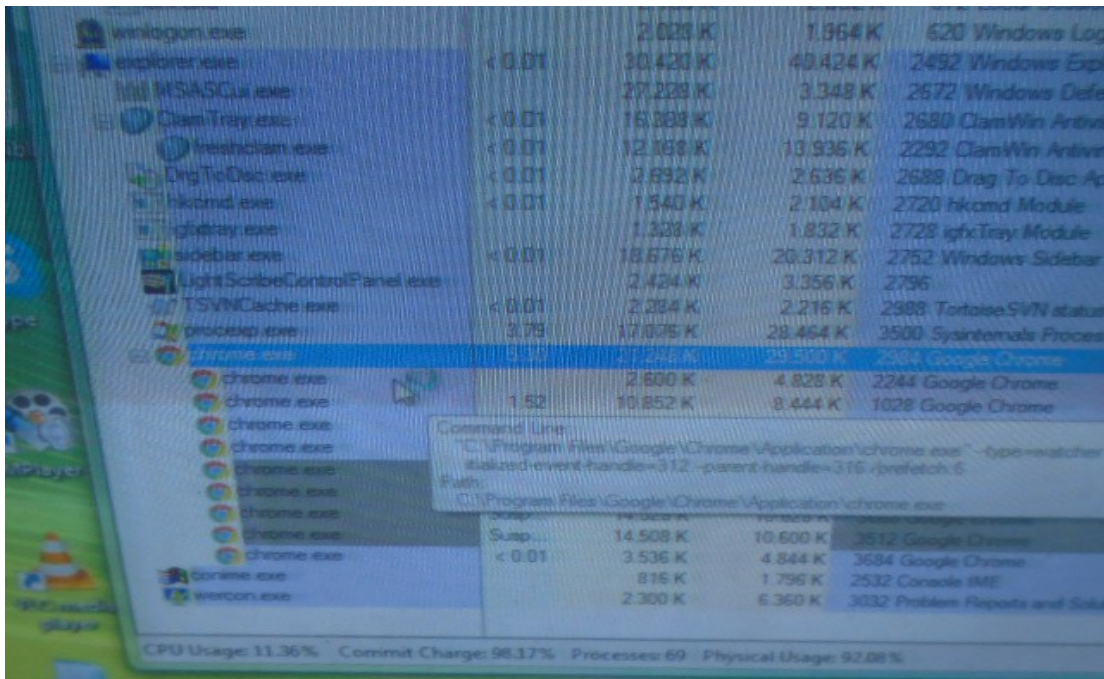 winlogon.exe 2.028 K 1.964 K 620 Windows Log
explorer.exe < 0.01 30.420 K 40.424 K 2492 Windows Expl
MSASCui.exe 27.228 K 3.348 K 2672 Windows Defe
ClamTray.exe < 0.01 16.388 K 9.120 K 2680 ClamWin Antivir
freshclam.exe < 0.01 12.168 K 13.936 K 2292 ClamWin Antivir
DrgToDisc.exe < 0.01 2.692 K 2.636 K 2688 Drag To Disc Ap
hkcmd.exe < 0.01 1.540 K 2.104 K 2720 hkcmd Module
igfxtray.exe 1.328 K 1.832 K 2728 igfxTray Module
sidebar.exe < 0.01 18.676 K 20.312 K 2752 Windows Sidebar
LightScribeControlPanel.exe 2.424 K 3.356 K 2796
TSVNCache.exe < 0.01 2.284 K 2.216 K 2988 TortoiseSVN status
procexp.exe 3.79 17.076 K 28.464 K 3500 Sysinternals Process
chrome.exe 29.500 K 2984 Google Chrome
chrome.exe 2.600 K 4.828 K 2244 Google Chrome
chrome.exe 1.52 10.852 K 8.444 K 1028 Google Chrome
chrome.exe
chrome.exe
chrome.exe
chrome.exe
chrome.exe
chrome.exe Susp... 14.508 K 10.600 K 3512 Google Chrome
chrome.exe < 0.01 3.536 K 4.844 K 3684 Google Chrome
conime.exe 816 K 1.796 K 2532 Console IME
wercon.exe 2.300 K 6.360 K 3032 Problem Reports and Solu
Command Line:
"C:\Program Files\Google\Chrome\Application\chrome.exe" --type=watcher
itialized-event-handle=312 --parent-handle=316 /prefetch:6
Path:
C:\Program Files\Google\Chrome\Application\chrome.exe
CPU Usage: 11.36% Commit Charge: 98.17% Processes: 69 Physical Usage: 92.08%
player